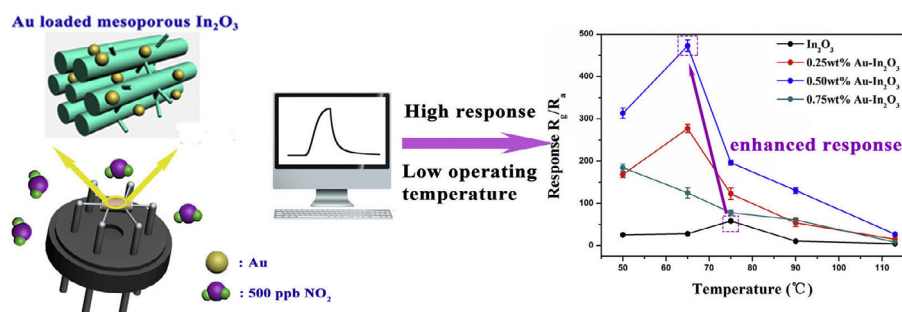 Au loaded mesoporous In₂O₃
: Au
: 500 ppb NO₂
High response
Low operating
temperature
Response Rg/Ra
500
400
300
200
100
0
In₂O₃
0.25wt% Au-In₂O₃
0.50wt% Au-In₂O₃
0.75wt% Au-In₂O₃
enhanced response
50
60
70
80
90
100
110
Temperature (℃)